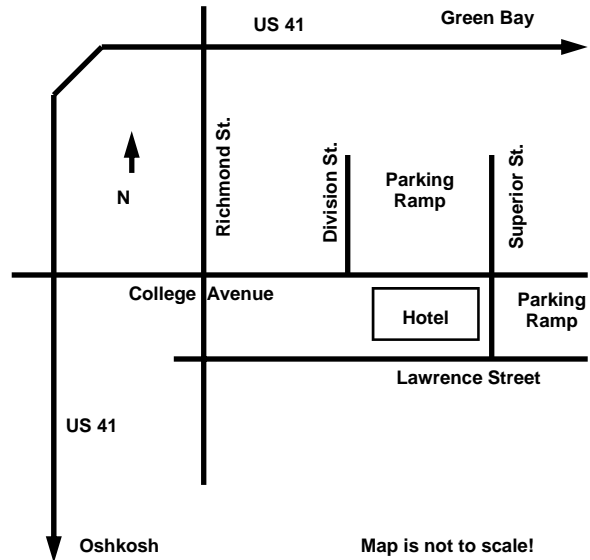 US 41
Green Bay
Richmond St.
Division St.
Parking
Ramp
Superior St.
N
College Avenue
Hotel
Parking
Ramp
Lawrence Street
US 41
Oshkosh
Map is not to scale!